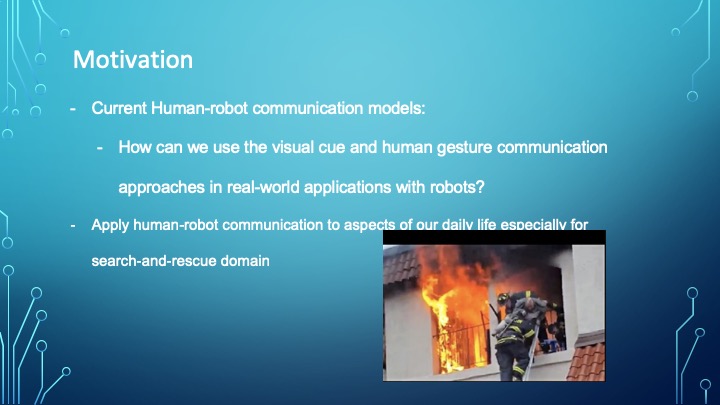 Motivation
- Current Human-robot communication models:
- How can we use the visual cue and human gesture communication
approaches in real-world applications with robots?
- Apply human-robot communication to aspects of our daily life especially for
search-and-rescue domain